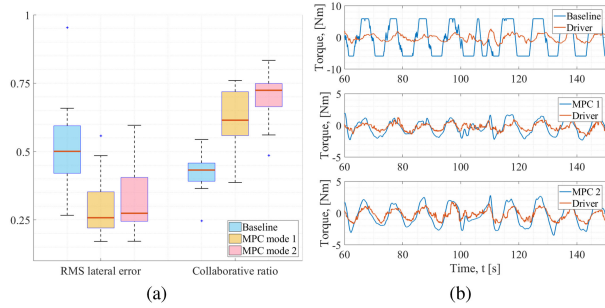 1
0.75
0.5
0.25
RMS lateral error
Collaborative ratio
Baseline
MPC mode 1
MPC mode 2
(a)
Torque, [Nm]
10
0
-10
Baseline
Driver
60
80
100
120
140
Torque, [Nm]
5
0
-5
MPC 1
Driver
60
80
100
120
140
Torque, [Nm]
5
0
-5
MPC 2
Driver
60
80
100
120
140
Time, t [s]
(b)